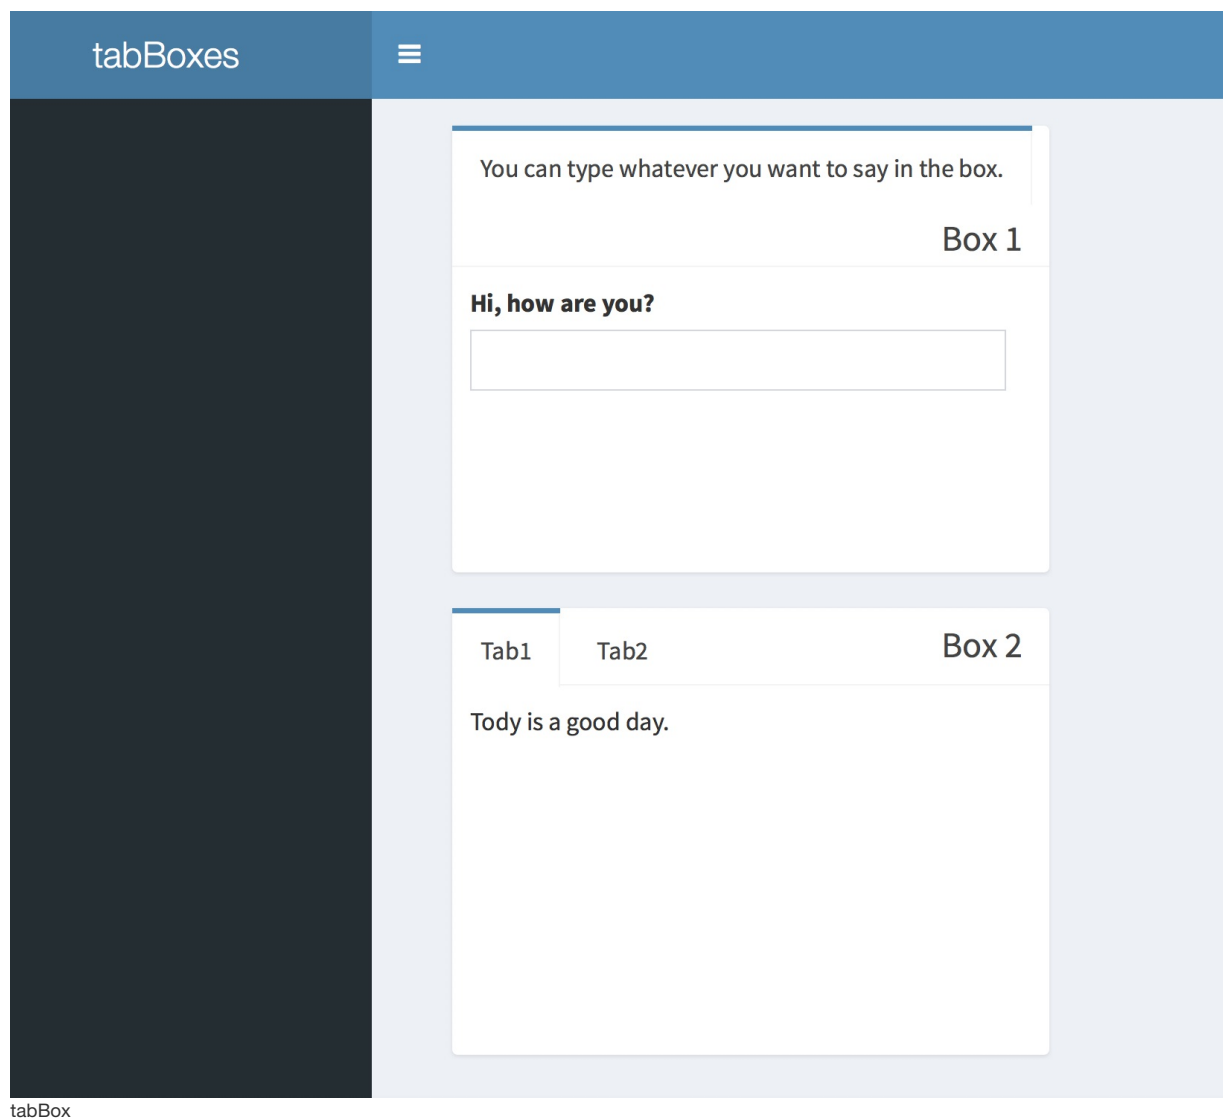 tabBoxes
You can type whatever you want to say in the box.
Box 1
Hi, how are you?
Tab1 Tab2 Box 2
Tody is a good day.
tabBox